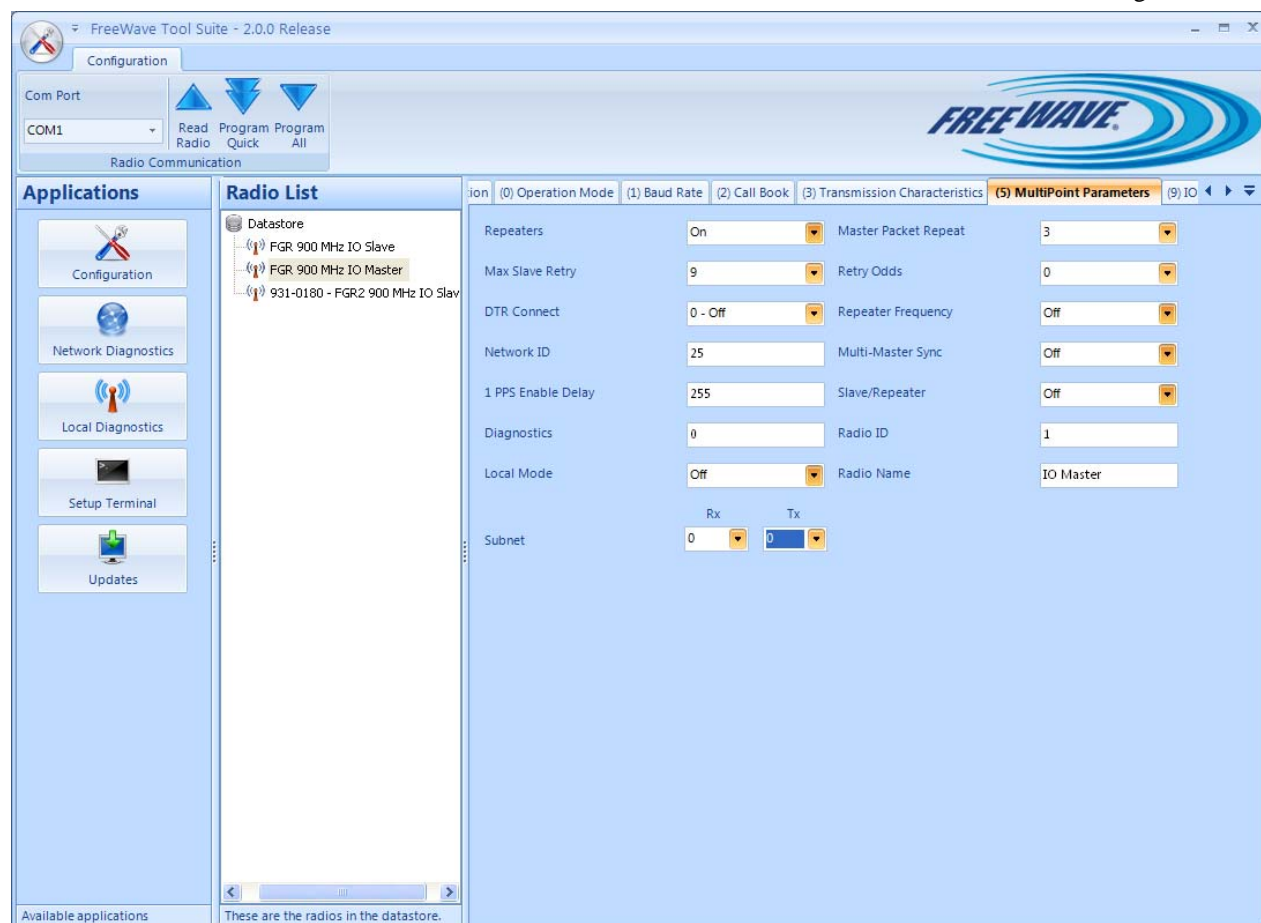 FreeWave Tool Suite - 2.0.0 Release
Configuration
Com Port
COM1
Read Radio
Program Quick
Program All
Radio Communication
FREEWAVE.
Applications
Configuration
Network Diagnostics
Local Diagnostics
Setup Terminal
Updates
Available applications
Radio List
Datastore
FGR 900 MHz IO Slave
FGR 900 MHz IO Master
931-0180 - FGR2 900 MHz IO Slav
These are the radios in the datastore.
ion (0) Operation Mode (1) Baud Rate (2) Call Book (3) Transmission Characteristics (5) MultiPoint Parameters (9) IO
Repeaters On Master Packet Repeat 3
Max Slave Retry 9 Retry Odds 0
DTR Connect 0 - Off Repeater Frequency Off
Network ID 25 Multi-Master Sync Off
1 PPS Enable Delay 255 Slave/Repeater Off
Diagnostics 0 Radio ID 1
Local Mode Off Radio Name IO Master
Rx Tx
Subnet 0 0